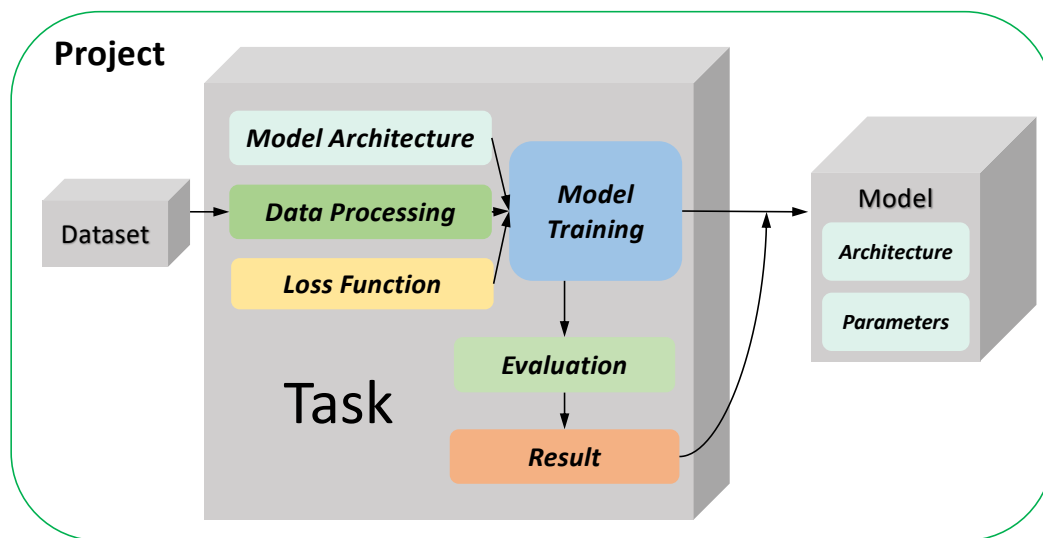 Project
Model Architecture
Data Processing
Loss Function
Dataset
Model
Training
Evaluation
Result
Task
Model
Architecture
Parameters